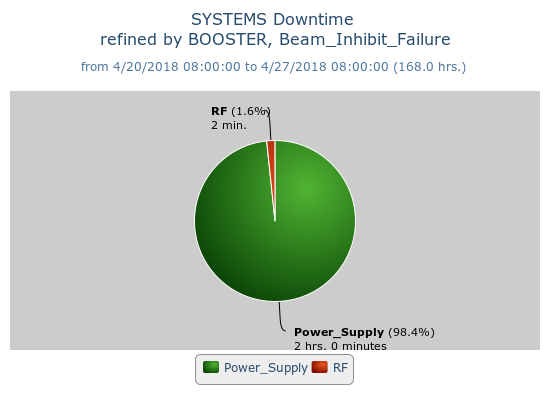 SYSTEMS Downtime
refined by BOOSTER, Beam_Inhibit_Failure
from 4/20/2018 08:00:00 to 4/27/2018 08:00:00 (168.0 hrs.)
RF (1.6%)
2 min.
Power_Supply (98.4%)
2 hrs. 0 minutes
Power_Supply RF